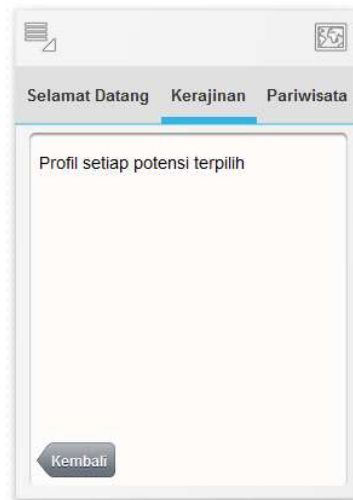 Selamat Datang Kerajinan Pariwisata
Profil setiap potensi terpilih
Kembali